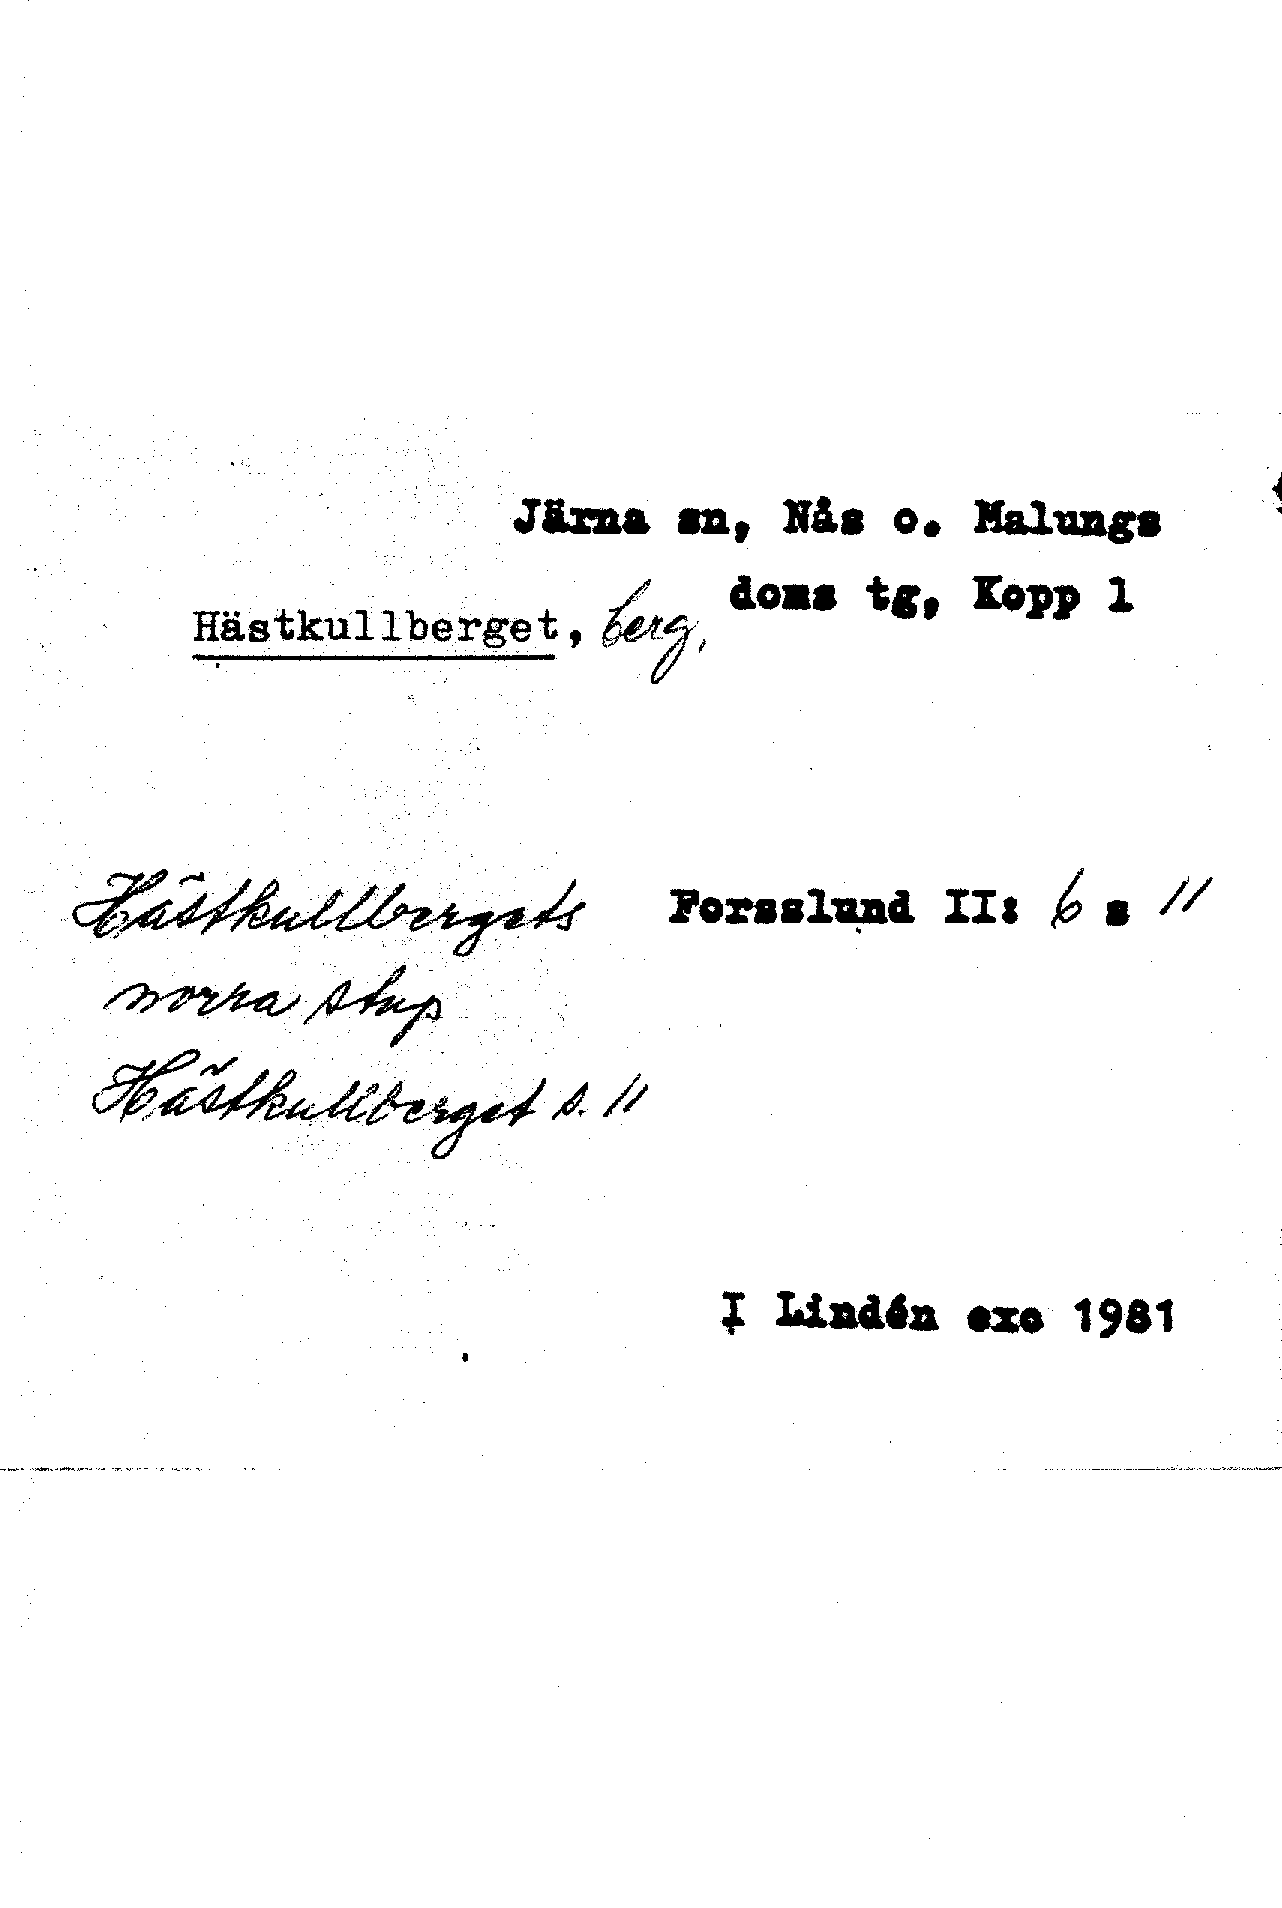 Järna sn, Nås o. Malungs
doms tg, Kopp l
Hästkullberget, berg,
Hästkullbergets Forsslund II: 6 s 11
norra stup
Hästkullberget s. 11
I Lindén exc 1981